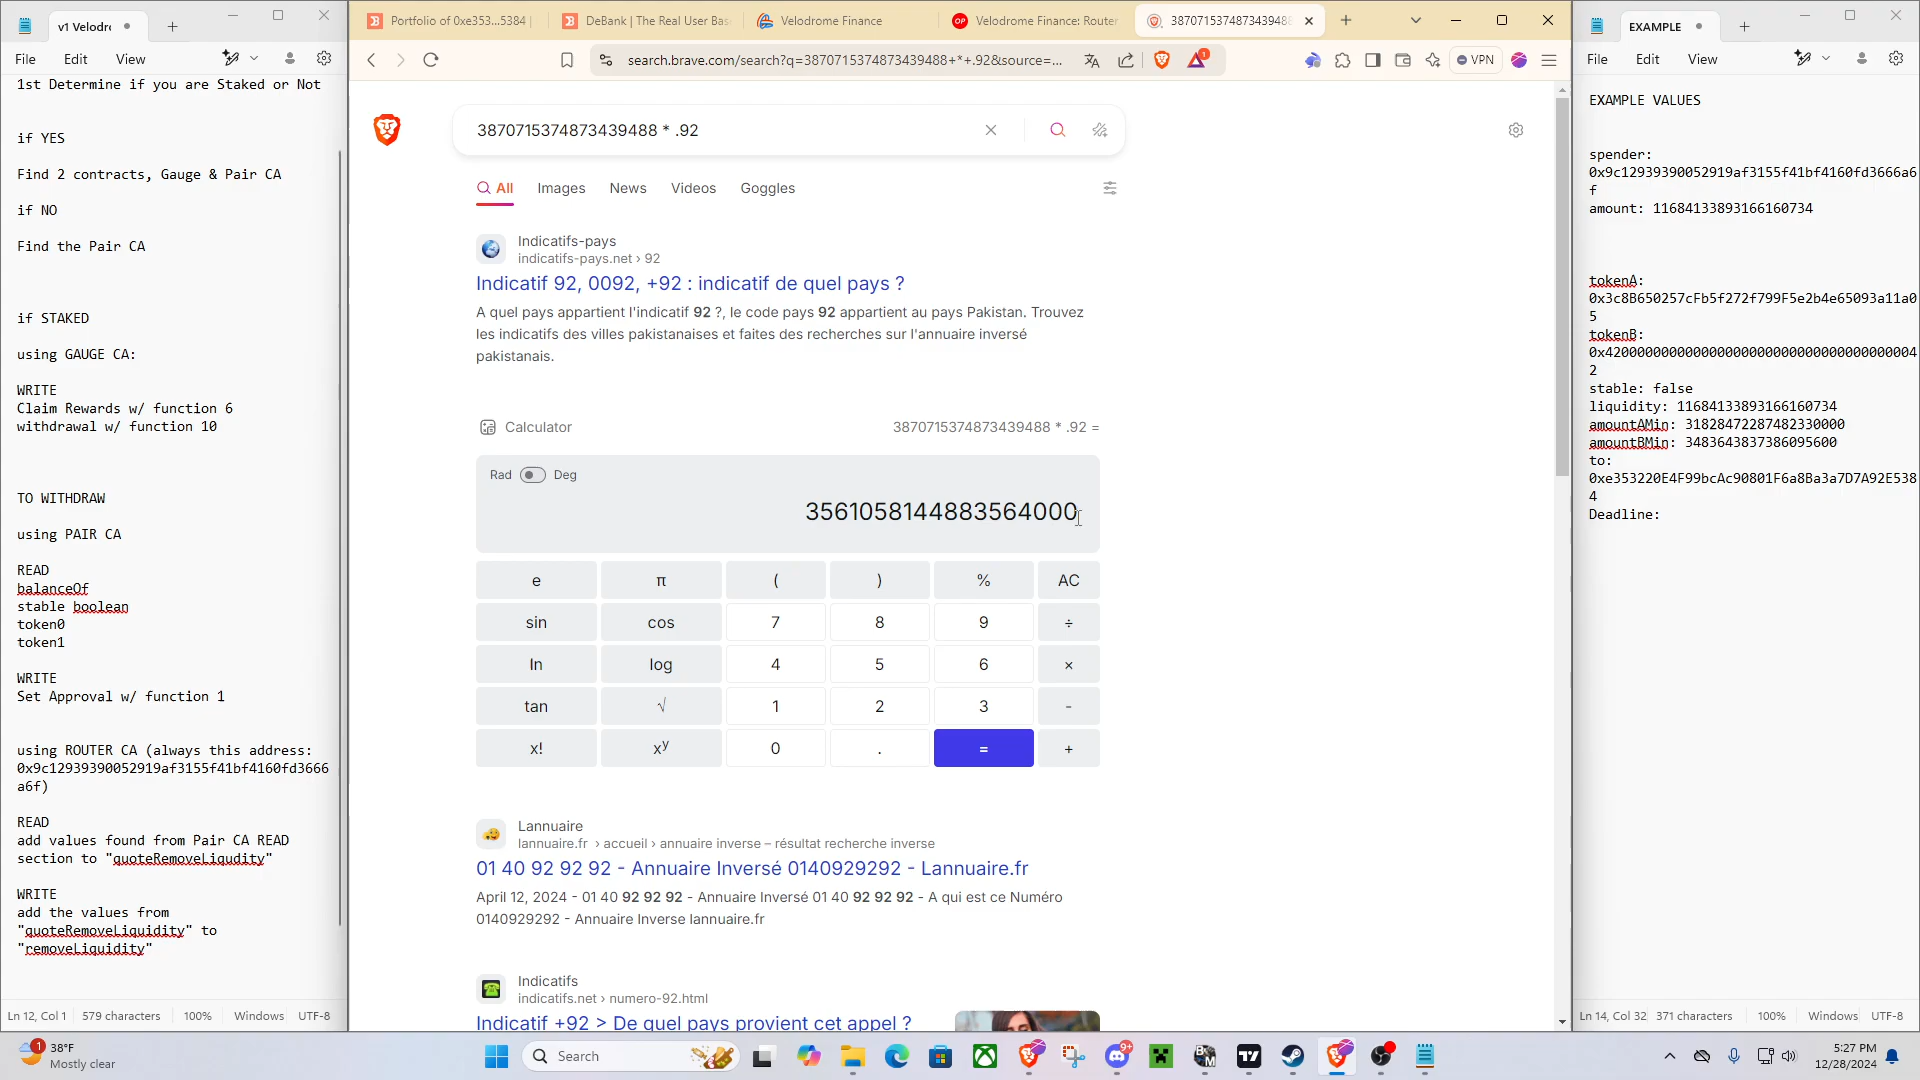 v1 Velodro
File
Edit
View
1st Determine if you are Staked or Not
if YES
Find 2 contracts, Gauge & Pair CA
if NO
Find the Pair CA
if STAKED
using GAUGE CA:
WRITE
Claim Rewards w/ function 6
withdrawal w/ function 10
TO WITHDRAW
using PAIR CA
READ
balanceOf
stable boolean
token0
token1
WRITE
Set Approval w/ function 1
using ROUTER CA (always this address:
0x9c12939390052919af3155f41bf4160fd3666
a6f)
READ
add values found from Pair CA READ
section to "quoteRemoveLiqudity"
WRITE
add the values from
"quoteRemoveLiquidity" to
"removeLiquidity"
Ln 12, Col 1
579 characters
100%
Windows
UTF-8
Portfolio of 0xe353...5384 |
DeBank | The Real User Bas
Velodrome Finance
Velodrome Finance: Router
3870715374873439488
search.brave.com/search?q=3870715374873439488+*+.92&source=...
1
VPN
3870715374873439488 * .92
All
Images
News
Videos
Goggles
Indicatifs-pays
indicatifs-pays.net › 92
Indicatif 92, 0092, +92 : indicatif de quel pays ?
A quel pays appartient l'indicatif 92 ?, le code pays 92 appartient au pays Pakistan. Trouvez
les indicatifs des villes pakistanaises et faites des recherches sur l'annuaire inversé
pakistanais.
Calculator
3870715374873439488 * .92 =
Rad
Deg
3561058144883564000
e
π
(
)
%
AC
sin
cos
7
8
9
÷
ln
log
4
5
6
×
tan
√
1
2
3
-
x!
xʸ
0
.
=
+
Lannuaire
lannuaire.fr › accueil › annuaire inverse – résultat recherche inverse
01 40 92 92 92 - Annuaire Inversé 0140929292 - Lannuaire.fr
April 12, 2024 - 01 40 92 92 92 - Annuaire Inversé 01 40 92 92 92 - A qui est ce Numéro
0140929292 - Annuaire Inverse lannuaire.fr
Indicatifs
indicatifs.net › numero-92.html
Indicatif +92 > De quel pays provient cet appel ?
EXAMPLE
File
Edit
View
EXAMPLE VALUES
spender:
0x9c12939390052919af3155f41bf4160fd3666a6
f
amount: 11684133893166160734
tokenA:
0x3c8B650257cFb5f272f799F5e2b4e65093a11a0
5
tokenB:
0x420000000000000000000000000000000000004
2
stable: false
liquidity: 11684133893166160734
amountAMin: 31828472287482330000
amountBMin: 3483643837386095600
to:
0xe353220E4F99bcAc90801F6a8Ba3a7D7A92E538
4
Deadline:
Ln 14, Col 32
371 characters
100%
Windows
UTF-8
1
38°F
Mostly clear
Search
9+
5:27 PM
12/28/2024